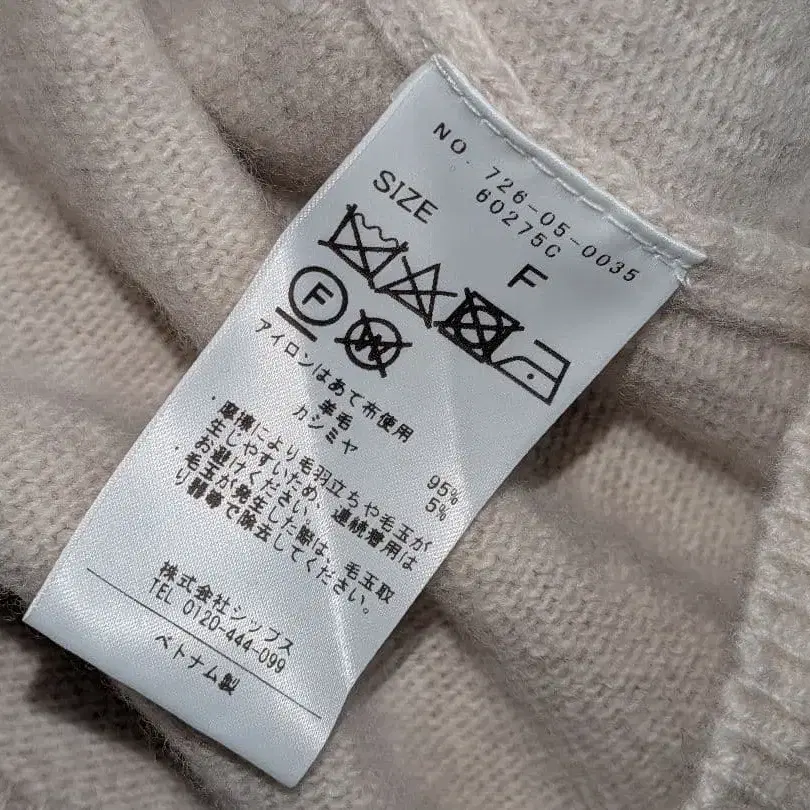 NO. 726-05-0035
60275C
SIZE F
F
W
アイロンはあて布使用
羊毛 95%
カシミヤ 5%
・摩擦により毛羽立ちや毛玉が
生じやすいため、連続着用は
お避けください。
・毛玉が発生した際は、毛玉取
り器等で除去してください。
株式会社シップス
TEL 0120-444-099
ベトナム製